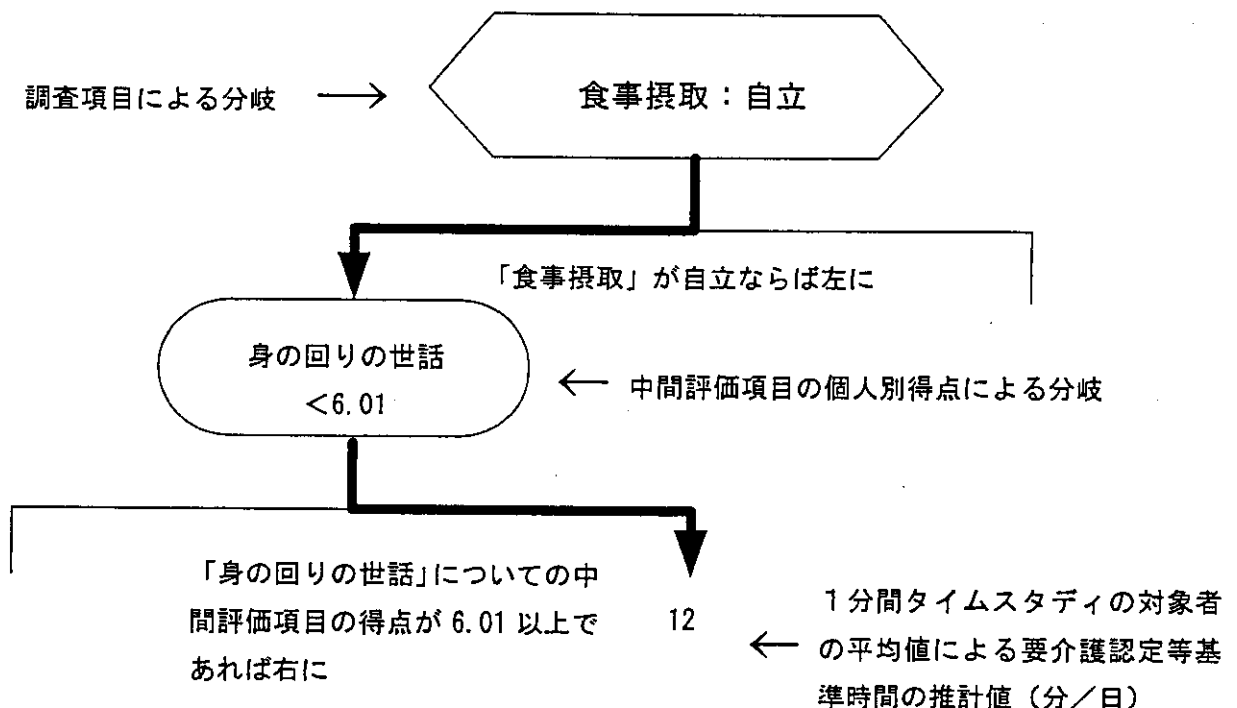 食事摂取：自立
調査項目による分岐 →
「食事摂取」が自立ならば左に
身の回りの世話
＜6.01
← 中間評価項目の個人別得点による分岐
「身の回りの世話」についての中
間評価項目の得点が 6.01 以上で
あれば右に
12
← １分間タイムスタディの対象者
の平均値による要介護認定等基
準時間の推計値（分／日）